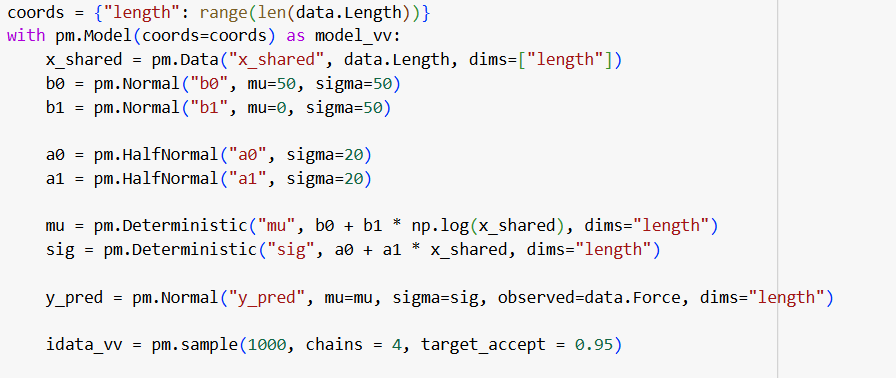 coords = {"length": range(len(data.Length))}
with pm.Model(coords=coords) as model_vv:
    x_shared = pm.Data("x_shared", data.Length, dims=["length"])
    b0 = pm.Normal("b0", mu=50, sigma=50)
    b1 = pm.Normal("b1", mu=0, sigma=50)
    a0 = pm.HalfNormal("a0", sigma=20)
    a1 = pm.HalfNormal("a1", sigma=20)
    mu = pm.Deterministic("mu", b0 + b1 * np.log(x_shared), dims="length")
    sig = pm.Deterministic("sig", a0 + a1 * x_shared, dims="length")
    y_pred = pm.Normal("y_pred", mu=mu, sigma=sig, observed=data.Force, dims="length")
    idata_vv = pm.sample(1000, chains = 4, target_accept = 0.95)